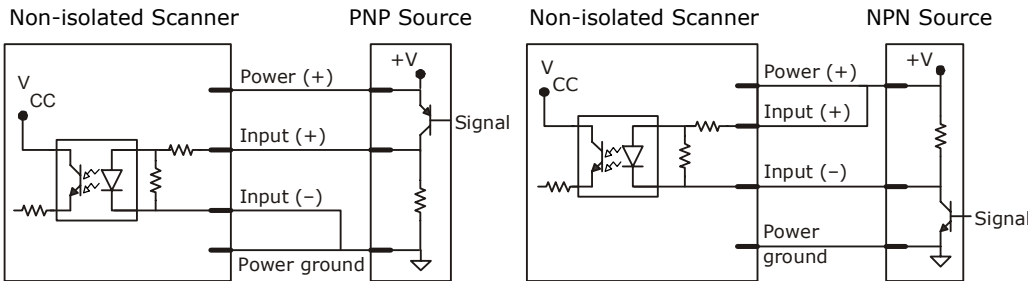 Non-isolated Scanner
PNP Source
+V
Power (+)
V
CC
Signal
Input (+)
Input (–)
Power ground
Non-isolated Scanner
NPN Source
+V
Power (+)
V
CC
Input (+)
Input (–)
Signal
Power
ground